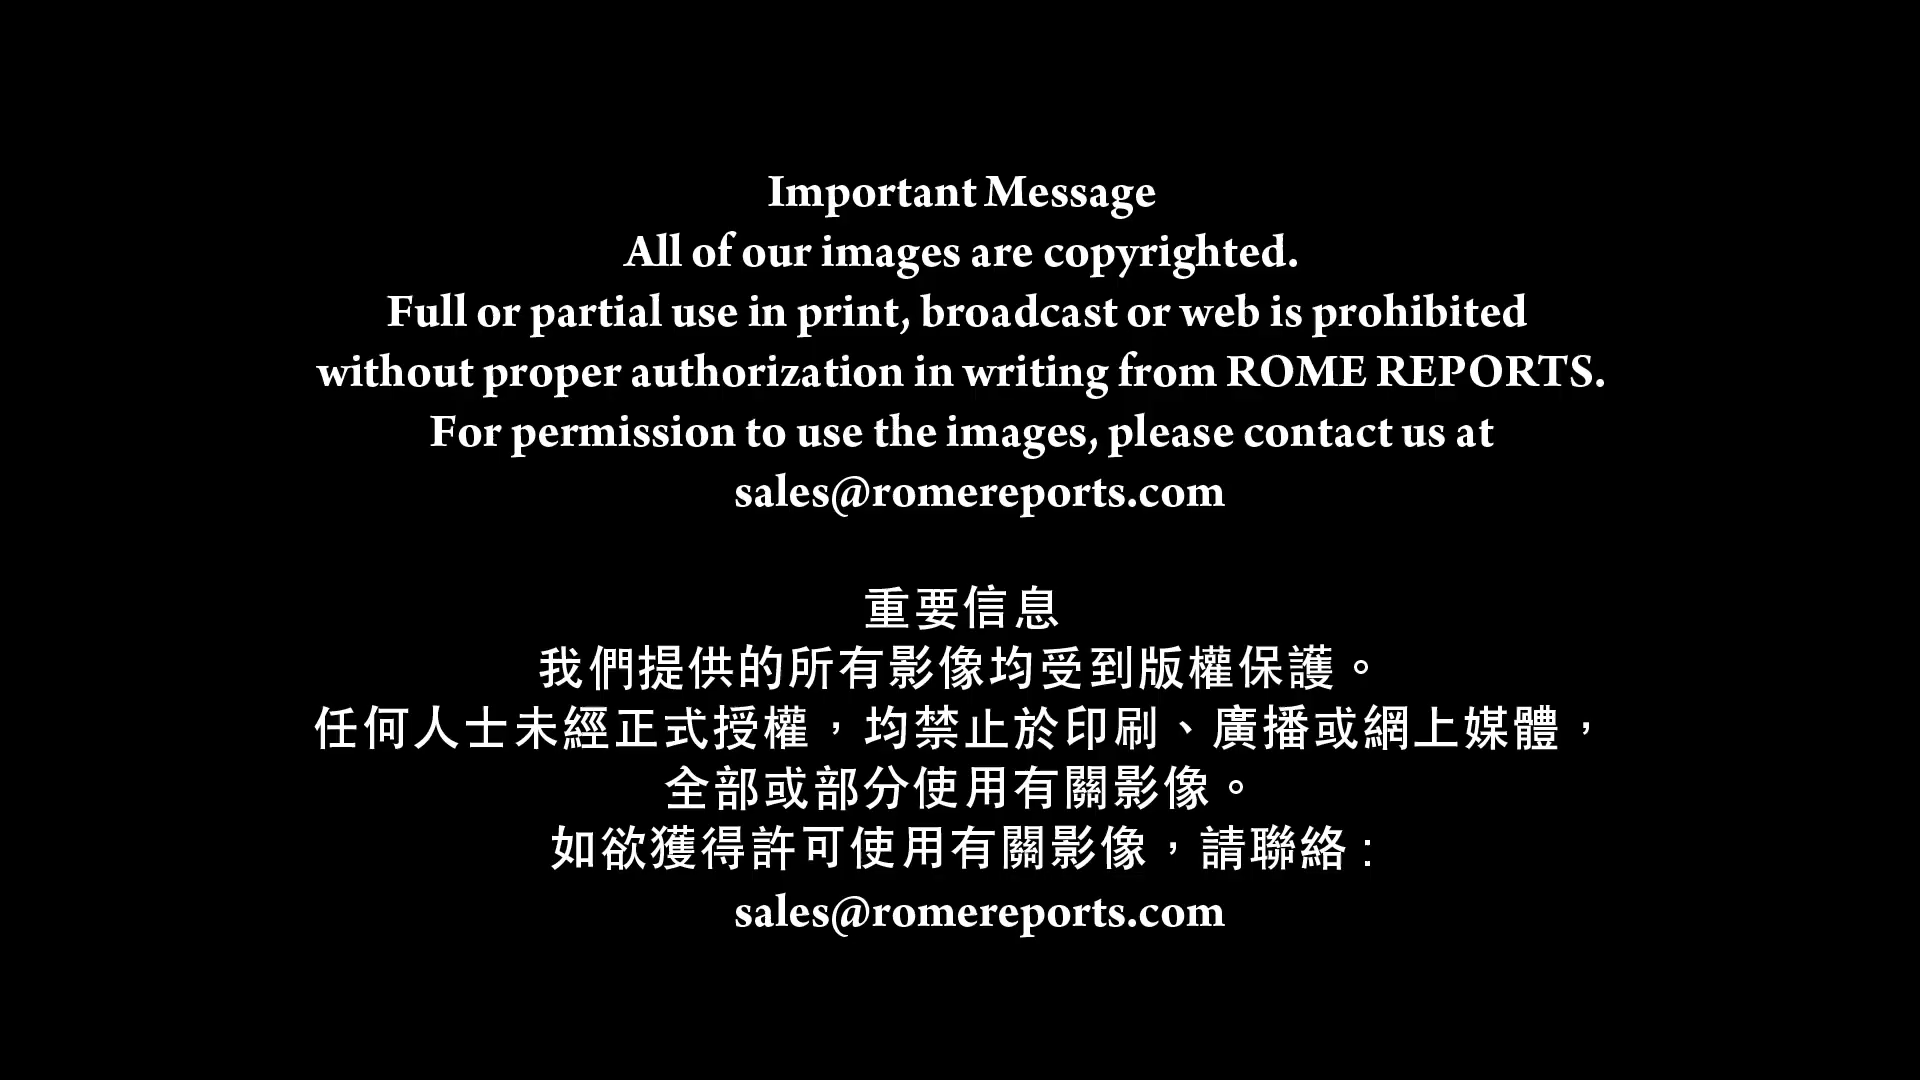 Important Message
All of our images are copyrighted.
Full or partial use in print, broadcast or web is prohibited
without proper authorization in writing from ROME REPORTS.
For permission to use the images, please contact us at
sales@romereports.com
重要信息
我們提供的所有影像均受到版權保護。
任何人士未經正式授權，均禁止於印刷、廣播或網上媒體，
全部或部分使用有關影像。
如欲獲得許可使用有關影像，請聯絡：
sales@romereports.com